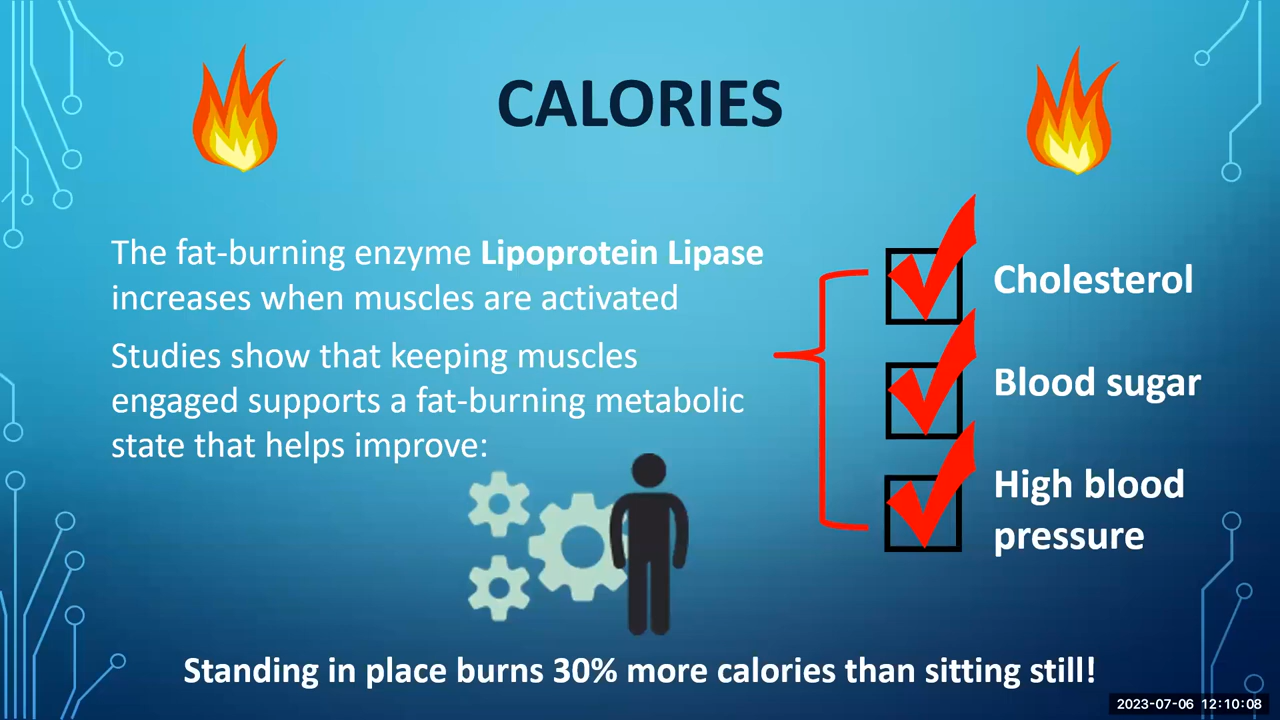 CALORIES
The fat-burning enzyme Lipoprotein Lipase
increases when muscles are activated
Studies show that keeping muscles
engaged supports a fat-burning metabolic
state that helps improve:
Cholesterol
Blood sugar
High blood
pressure
Standing in place burns 30% more calories than sitting still!
2023-07-06 12:10:08